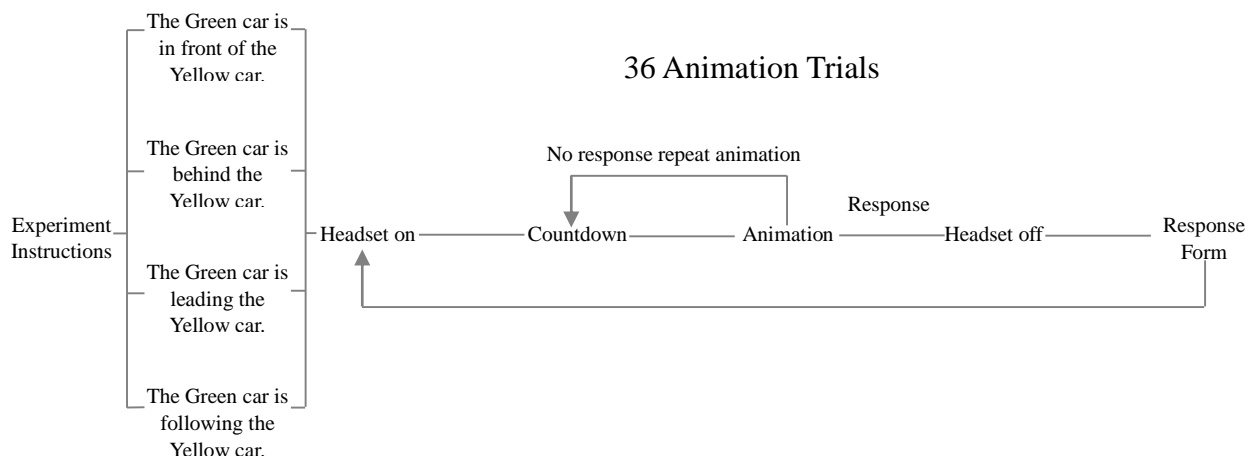 The Green car is
in front of the
Yellow car.
36 Animation Trials
The Green car is
behind the
Yellow car.
No response repeat animation
Experiment
Instructions
Headset on
Countdown
Animation
Response
Headset off
Response
Form
The Green car is
leading the
Yellow car.
The Green car is
following the
Yellow car.